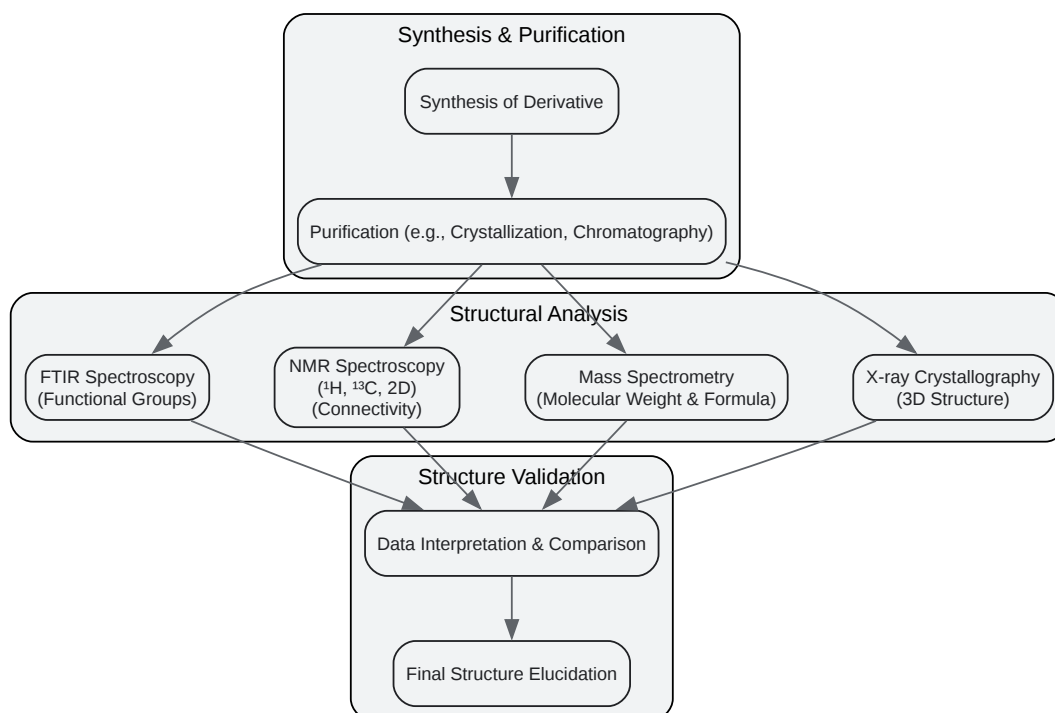 Synthesis & Purification
Synthesis of Derivative
Purification (e.g., Crystallization, Chromatography)
Structural Analysis
FTIR Spectroscopy
(Functional Groups)
NMR Spectroscopy
(¹H, ¹³C, 2D)
(Connectivity)
Mass Spectrometry
(Molecular Weight & Formula)
X-ray Crystallography
(3D Structure)
Structure Validation
Data Interpretation & Comparison
Final Structure Elucidation